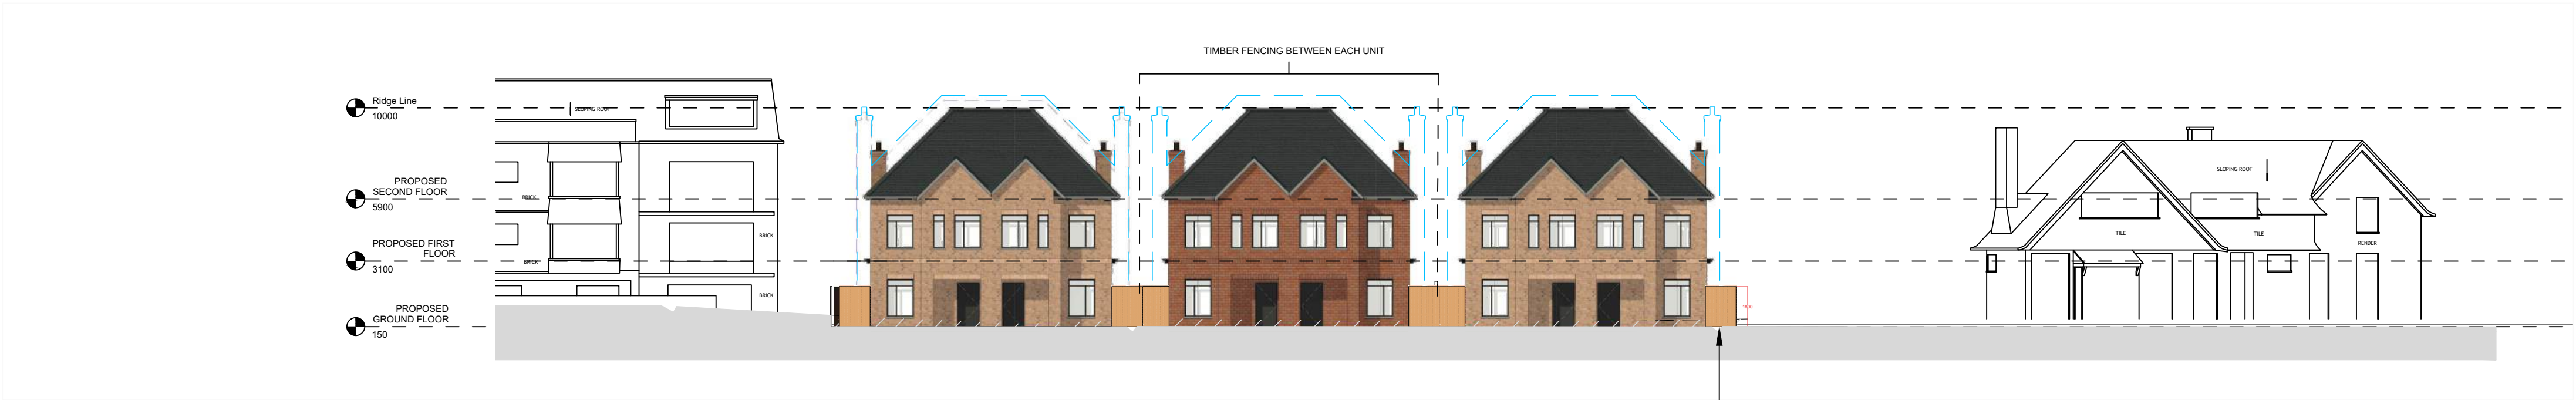 TIMBER FENCING BETWEEN EACH UNIT
Ridge Line
10000
SLOPING ROOF
PROPOSED
SECOND FLOOR
5900
BRICK
PROPOSED FIRST
FLOOR
3100
BRICK
BRICK
BRICK
PROPOSED
GROUND FLOOR
150
1800
SLOPING ROOF
TILE
TILE
RENDER